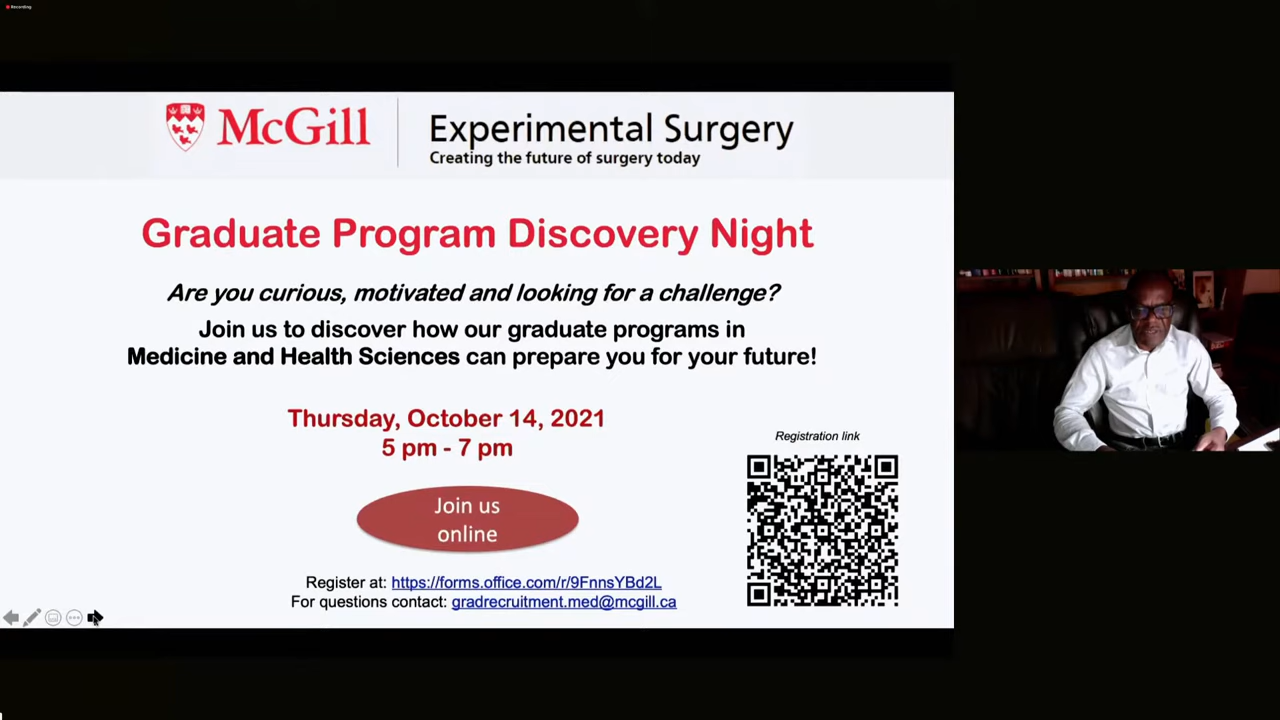 Recording
McGill
Experimental Surgery
Creating the future of surgery today
Graduate Program Discovery Night
Are you curious, motivated and looking for a challenge?
Join us to discover how our graduate programs in
Medicine and Health Sciences can prepare you for your future!
Thursday, October 14, 2021
5 pm - 7 pm
Registration link
Join us
online
Register at: https://forms.office.com/r/9FnnsYBd2L
For questions contact: gradrecruitment.med@mcgill.ca